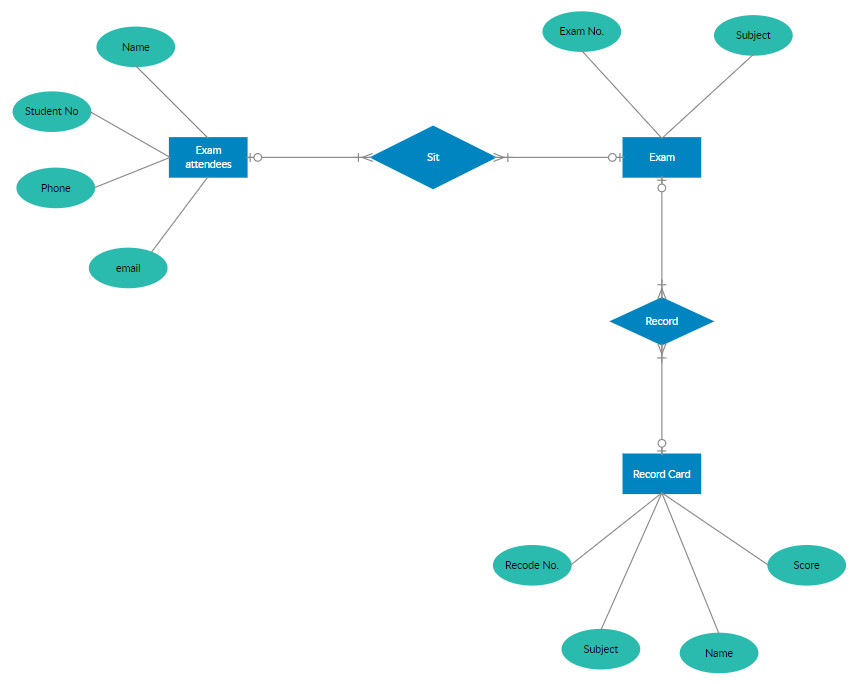 Exam No.
Subject
Name
Student No
Exam
attendees
Sit
Exam
Phone
email
Record
Record Card
Recode No.
Score
Subject
Name